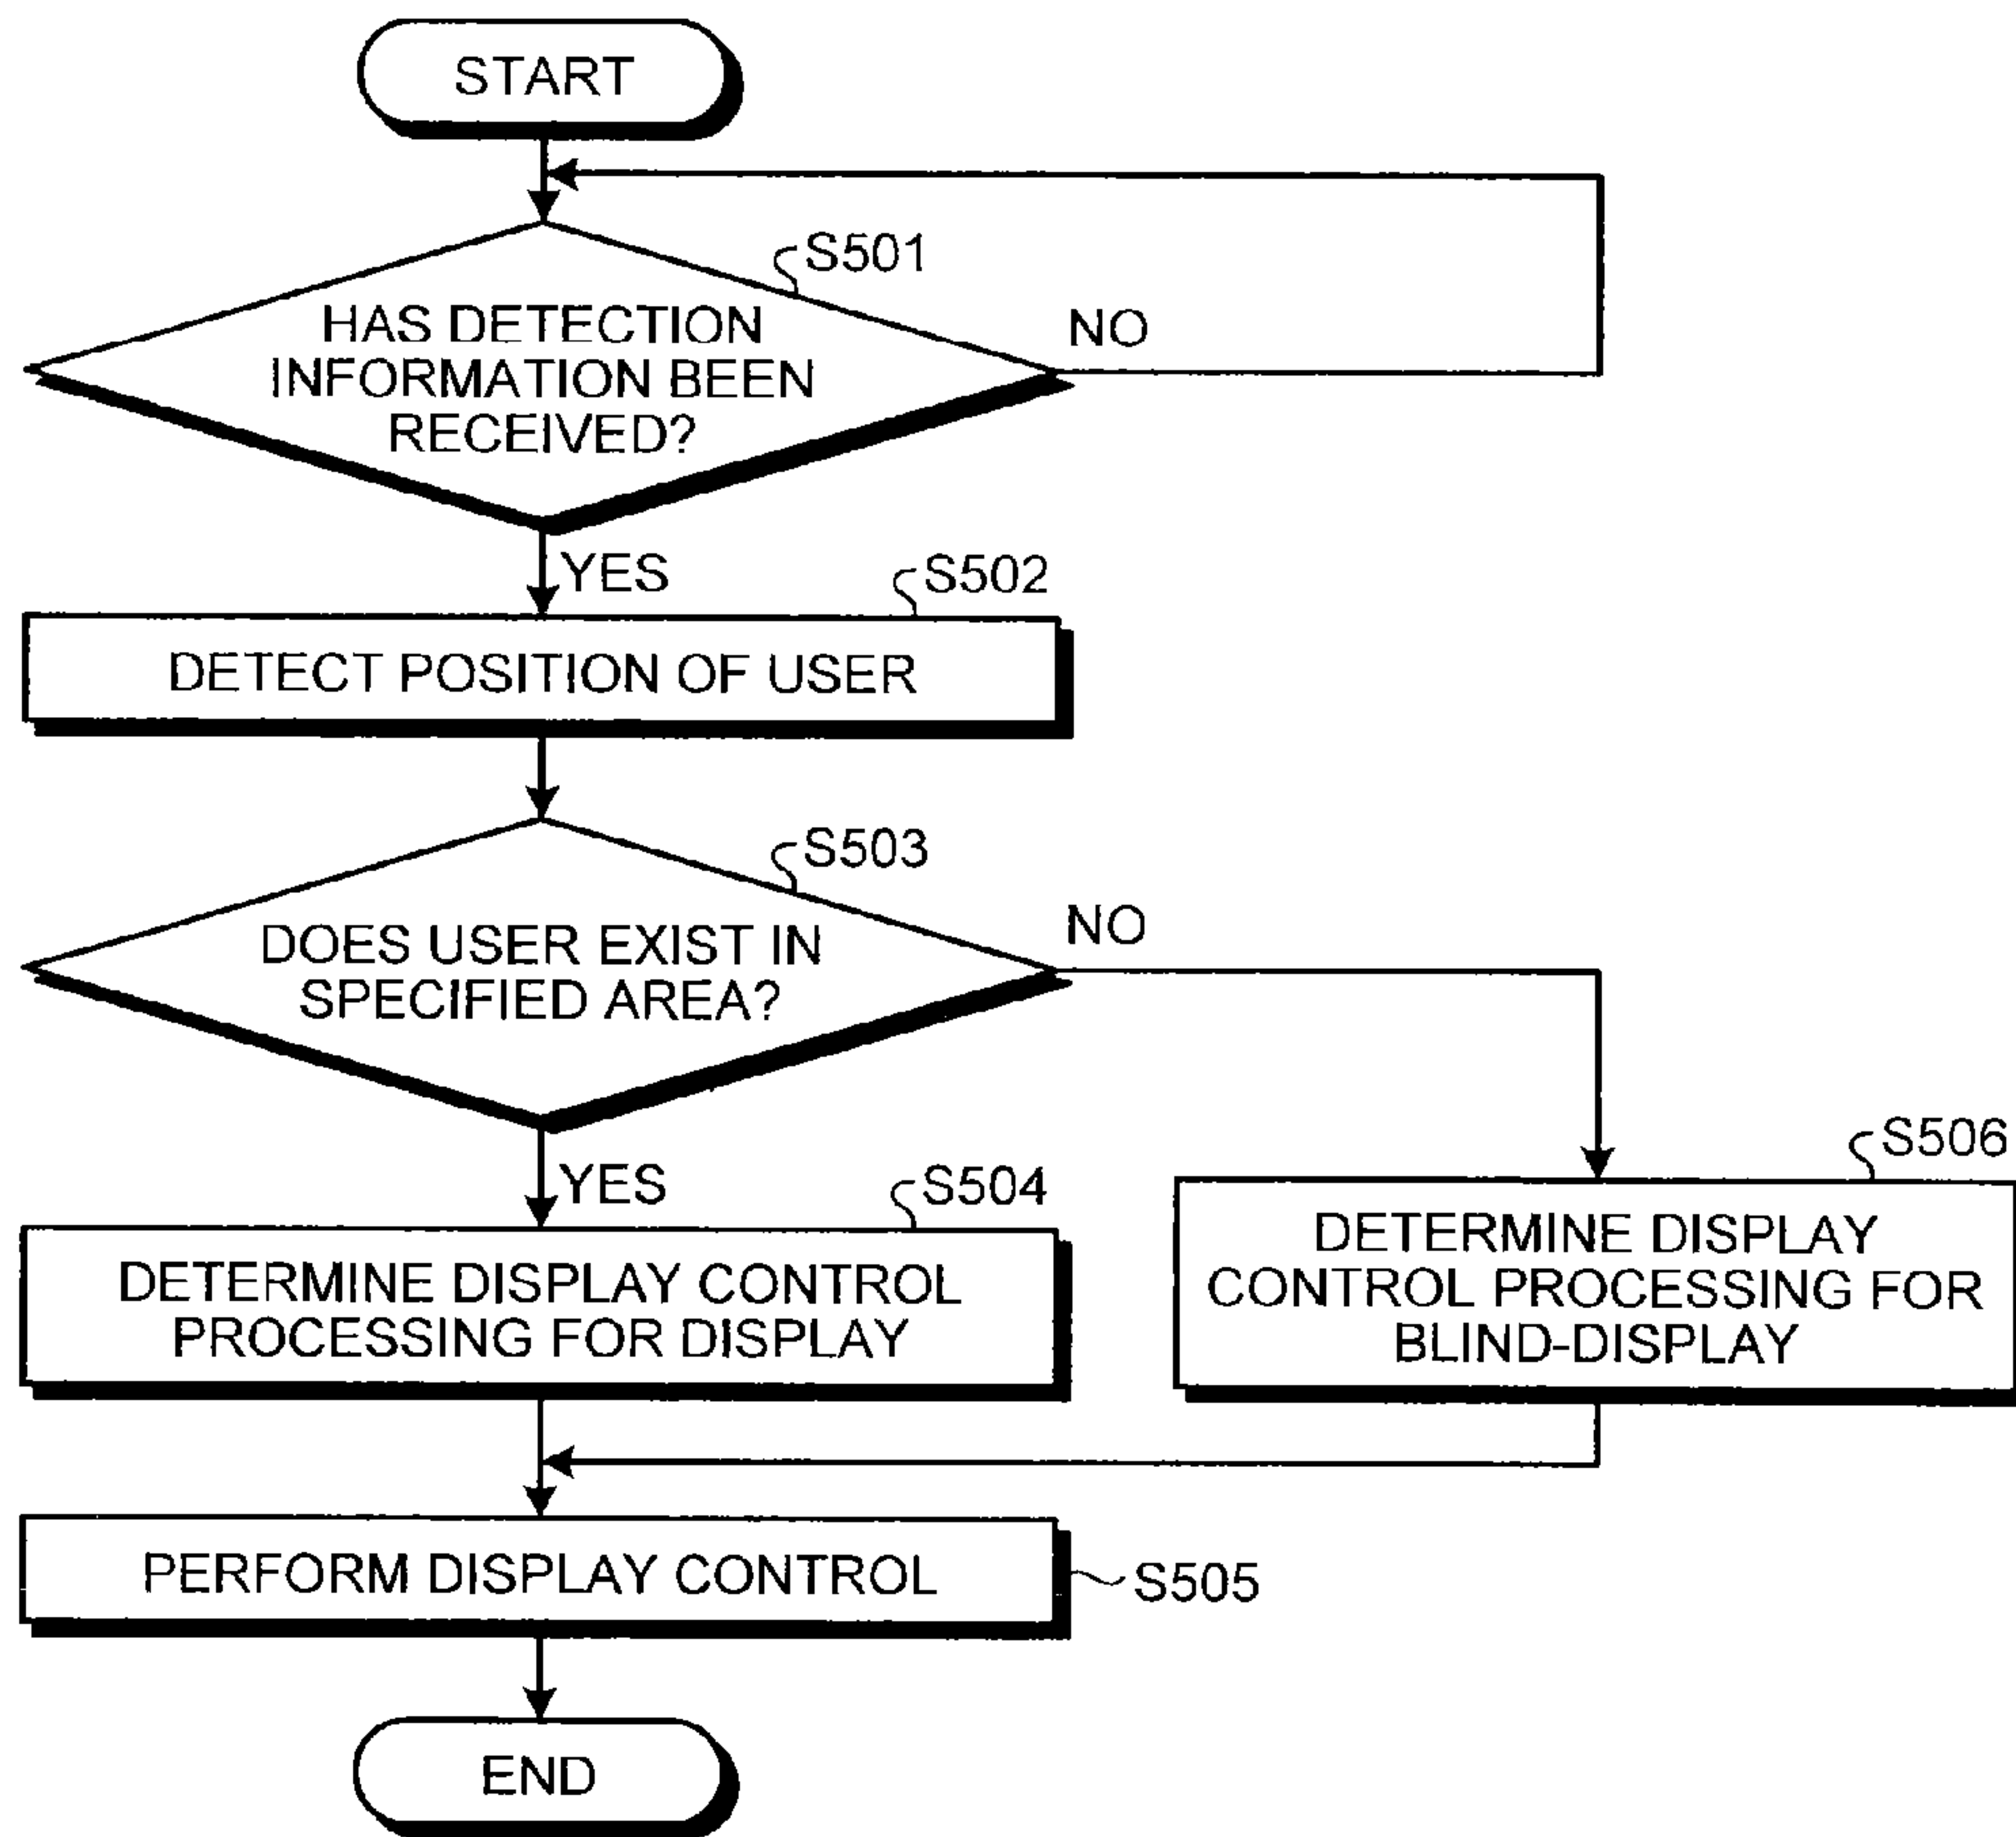 START
S501
HAS DETECTION
INFORMATION BEEN
RECEIVED?
NO
YES
S502
DETECT POSITION OF USER
S503
DOES USER EXIST IN
SPECIFIED AREA?
NO
YES
S504
DETERMINE DISPLAY CONTROL
PROCESSING FOR DISPLAY
S506
DETERMINE DISPLAY
CONTROL PROCESSING FOR
BLIND-DISPLAY
PERFORM DISPLAY CONTROL
S505
END